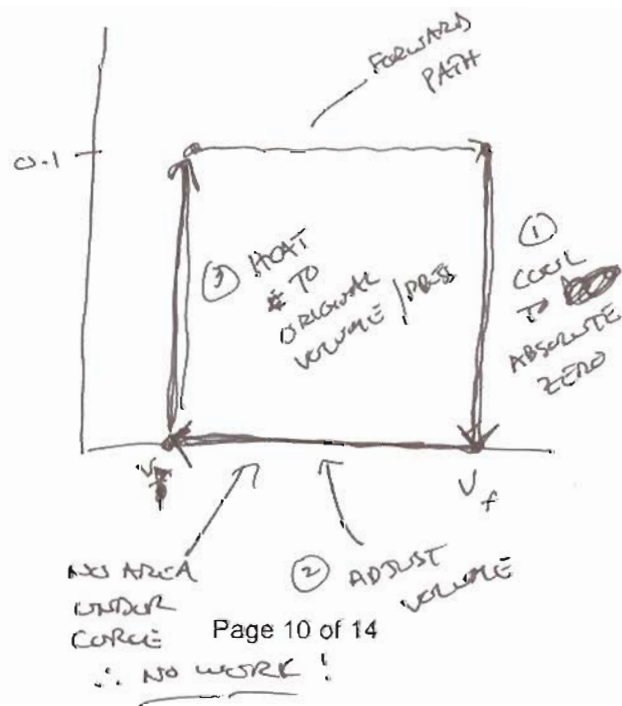 FORWARD
PATH
0.1
① 
COOL
TO
ABSOLUTE
ZERO
③ HEAT
TO
ORIGINAL
VOLUME / PRESS
V
V_f
② ADJUST
VOLUME
NO AREA
UNDER
CURVE
∴ NO WORK !
Page 10 of 14